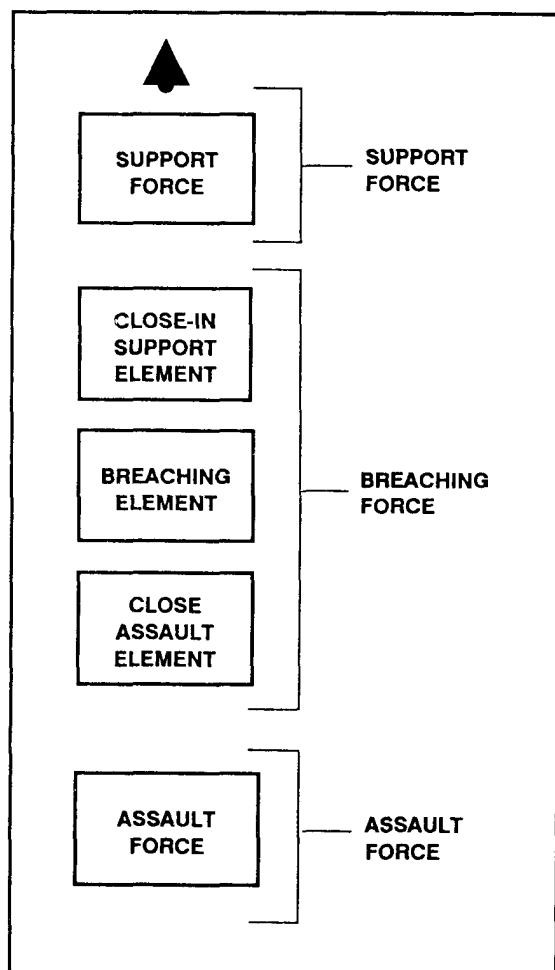 SUPPORT
FORCE
SUPPORT
FORCE
CLOSE-IN
SUPPORT
ELEMENT
BREACHING
ELEMENT
BREACHING
FORCE
CLOSE
ASSAULT
ELEMENT
ASSAULT
FORCE
ASSAULT
FORCE